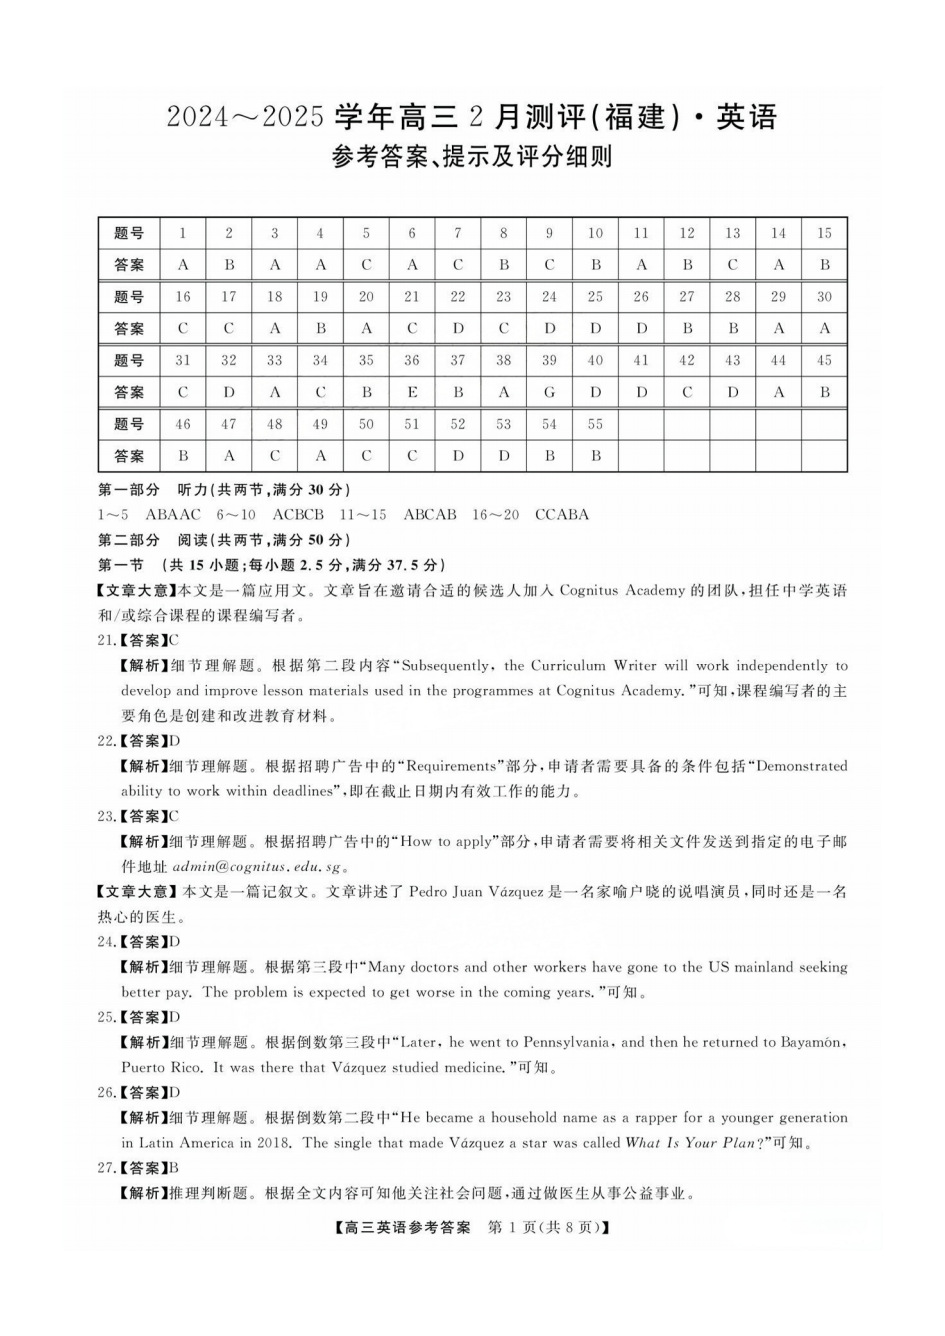 2024～2025 学年高三 2 月测评(福建)·英语
参考答案、提示及评分细则
题号 1 2 3 4 5 6 7 8 9 10 11 12 13 14 15
答案 A B A A C A C B C B A B C A B
题号 16 17 18 19 20 21 22 23 24 25 26 27 28 29 30
答案 C C A B A C D C D D D B B A A
题号 31 32 33 34 35 36 37 38 39 40 41 42 43 44 45
答案 C D A C B E B A G D D C D A B
题号 46 47 48 49 50 51 52 53 54 55
答案 B A C A C C D D B B
第一部分 听力(共两节,满分 30 分)
1～5 ABAAC 6～10 ACBCB 11～15 ABCAB 16～20 CCABA
第二部分 阅读(共两节,满分 50 分)
第一节 (共 15 小题;每小题 2.5 分,满分 37.5 分)
【文章大意】本文是一篇应用文。文章旨在邀请合适的候选人加入 Cognitus Academy 的团队,担任中学英语
和/或综合课程的课程编写者。
21.【答案】C
【解析】细节理解题。根据第二段内容“Subsequently, the Curriculum Writer will work independently to
develop and improve lesson materials used in the programmes at Cognitus Academy.”可知,课程编写者的主
要角色是创建和改进教育材料。
22.【答案】D
【解析】细节理解题。根据招聘广告中的“Requirements”部分,申请者需要具备的条件包括“Demonstrated
ability to work within deadlines”,即在截止日期内有效工作的能力。
23.【答案】C
【解析】细节理解题。根据招聘广告中的“How to apply”部分,申请者需要将相关文件发送到指定的电子邮
件地址 admin@cognitus.edu.sg。
【文章大意】本文是一篇记叙文。文章讲述了 Pedro Juan Vázquez 是一名家喻户晓的说唱演员,同时还是一名
热心的医生。
24.【答案】D
【解析】细节理解题。根据第三段中“Many doctors and other workers have gone to the US mainland seeking
better pay. The problem is expected to get worse in the coming years.”可知。
25.【答案】D
【解析】细节理解题。根据倒数第三段中“Later, he went to Pennsylvania, and then he returned to Bayamón,
Puerto Rico. It was there that Vázquez studied medicine.”可知。
26.【答案】D
【解析】细节理解题。根据倒数第二段中“He became a household name as a rapper for a younger generation
in Latin America in 2018. The single that made Vázquez a star was called What Is Your Plan?”可知。
27.【答案】B
【解析】推理判断题。根据全文内容可知他关注社会问题,通过做医生从事公益事业。
【高三英语参考答案 第 1 页(共 8 页)】